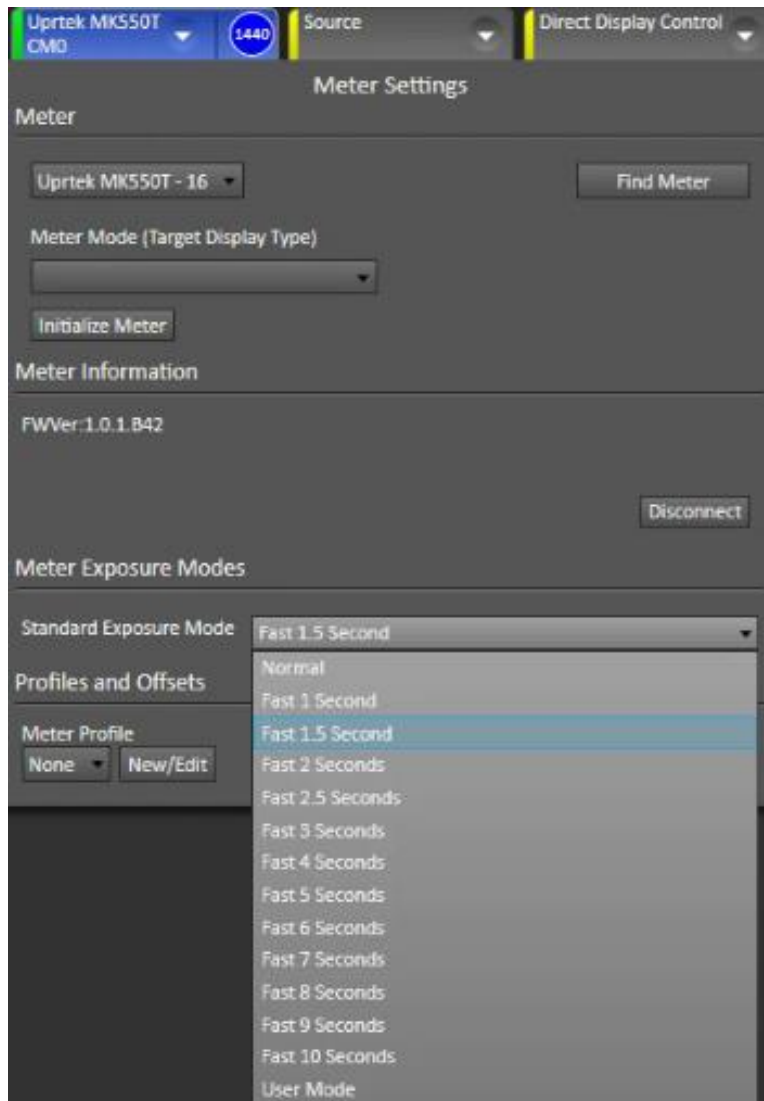 Uprtek MK550T
CM0
1440
Source
Direct Display Control
Meter Settings
Meter
Uprtek MK550T - 16
Find Meter
Meter Mode (Target Display Type)
Initialize Meter
Meter Information
FWVer:1.0.1.B42
Disconnect
Meter Exposure Modes
Standard Exposure Mode
Fast 1.5 Second
Normal
Fast 1 Second
Fast 1.5 Second
Fast 2 Seconds
Fast 2.5 Seconds
Fast 3 Seconds
Fast 4 Seconds
Fast 5 Seconds
Fast 6 Seconds
Fast 7 Seconds
Fast 8 Seconds
Fast 9 Seconds
Fast 10 Seconds
User Mode
Profiles and Offsets
Meter Profile
None
New/Edit